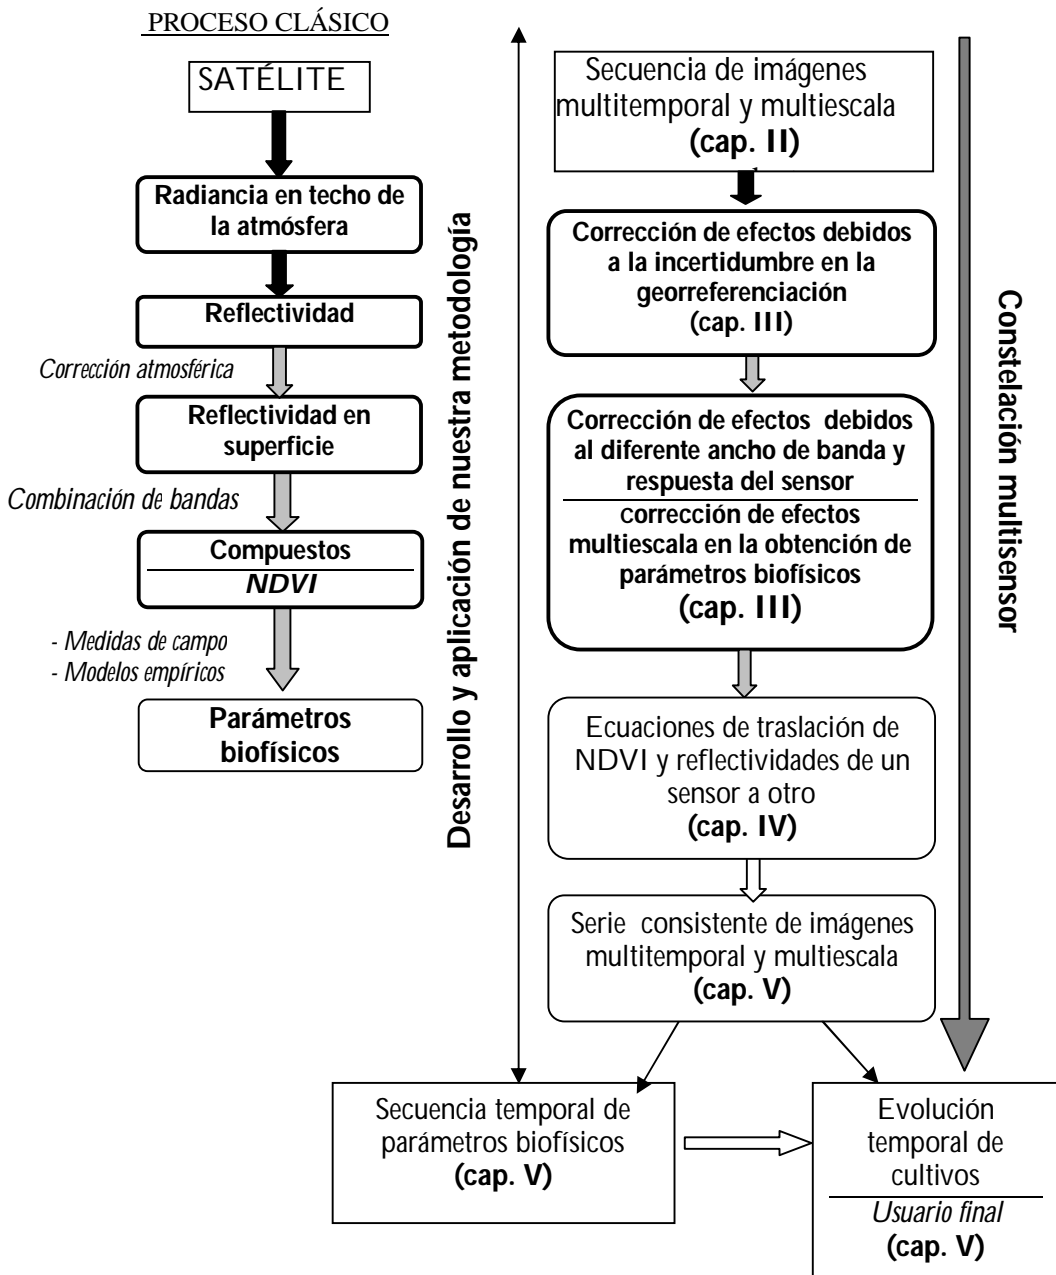 PROCESO CLÁSICO
SATÉLITE
Radiancia en techo de
la atmósfera
Reflectividad
Corrección atmosférica
Reflectividad en
superficie
Combinación de bandas
Compuestos
NDVI
- Medidas de campo
- Modelos empíricos
Parámetros
biofísicos
Desarrollo y aplicación de nuestra metodología
Secuencia de imágenes
multitemporal y multiescala
(cap. II)
Corrección de efectos debidos
a la incertidumbre en la
georreferenciación
(cap. III)
Corrección de efectos debidos
al diferente ancho de banda y
respuesta del sensor
corrección de efectos
multiescala en la obtención de
parámetros biofísicos
(cap. III)
Ecuaciones de traslación de
NDVI y reflectividades de un
sensor a otro
(cap. IV)
Serie consistente de imágenes
multitemporal y multiescala
(cap. V)
Constelación multisensor
Secuencia temporal de
parámetros biofísicos
(cap. V)
Evolución
temporal de
cultivos
Usuario final
(cap. V)